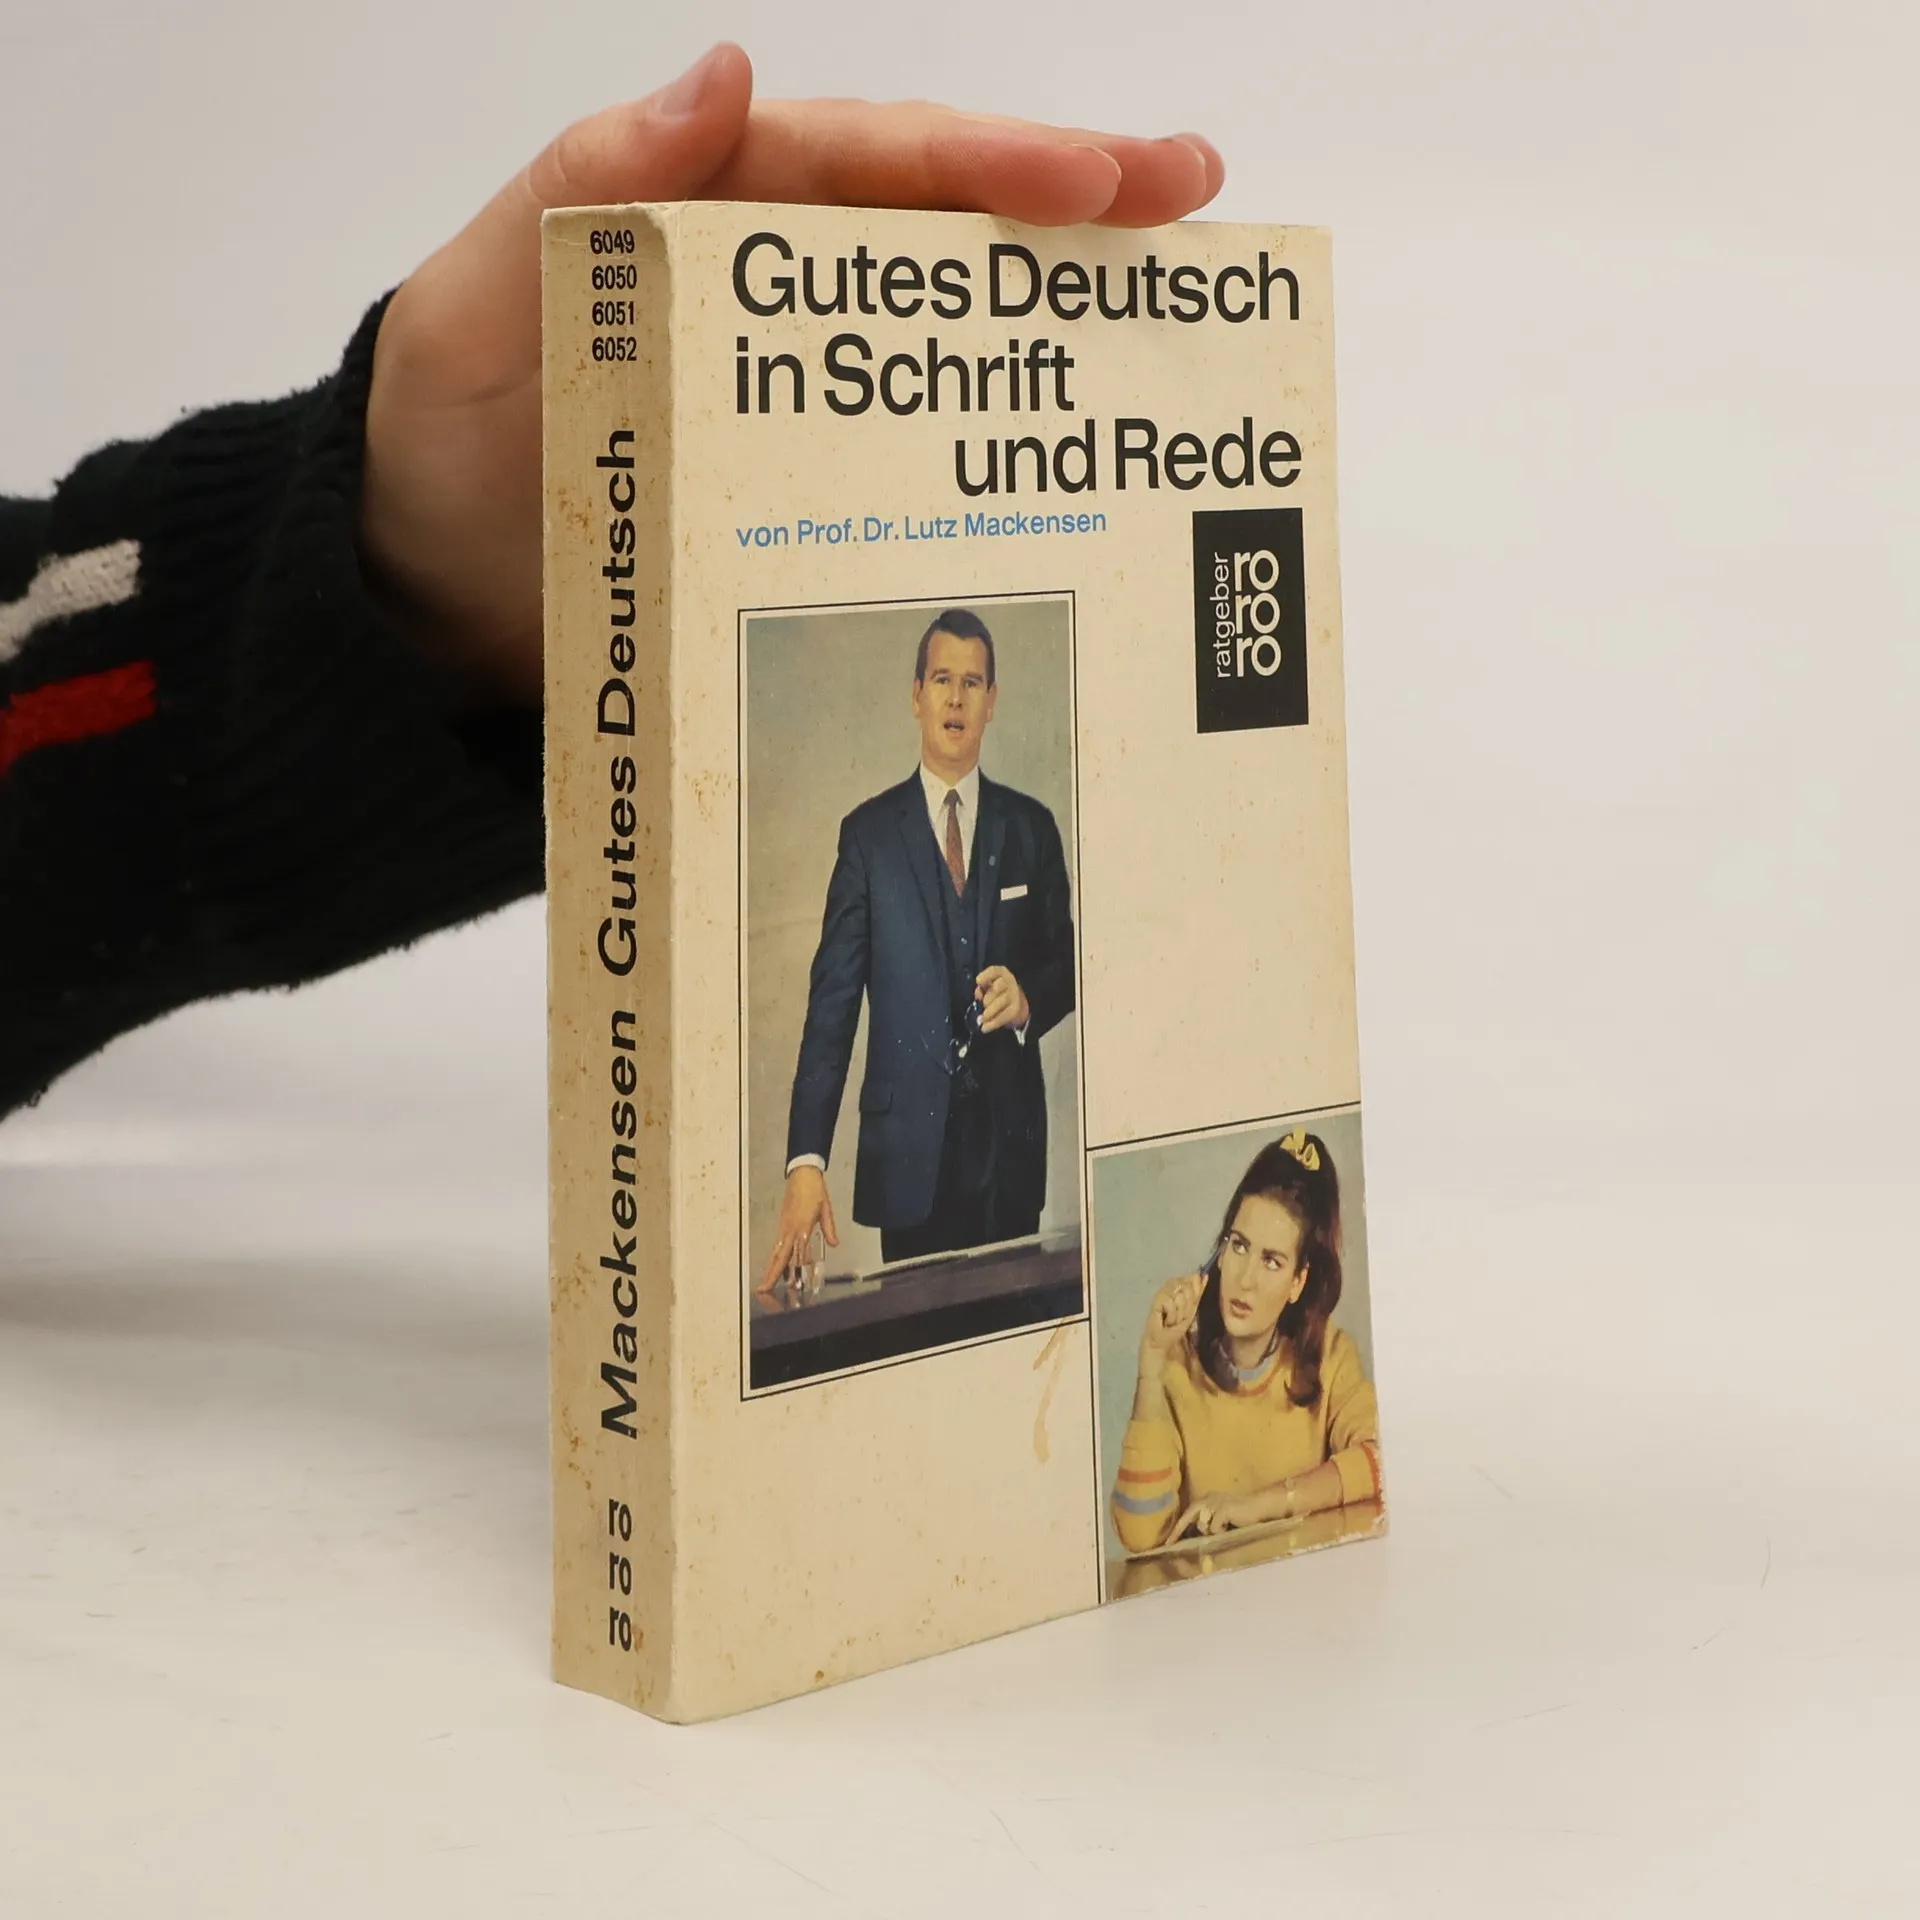 6049
6050
6051
6052
Mackensen Gutes Deutsch
ro
ro
ro
Gutes Deutsch
in Schrift
und Rede
von Prof. Dr. Lutz Mackensen
ratgeber
ro
ro
ro